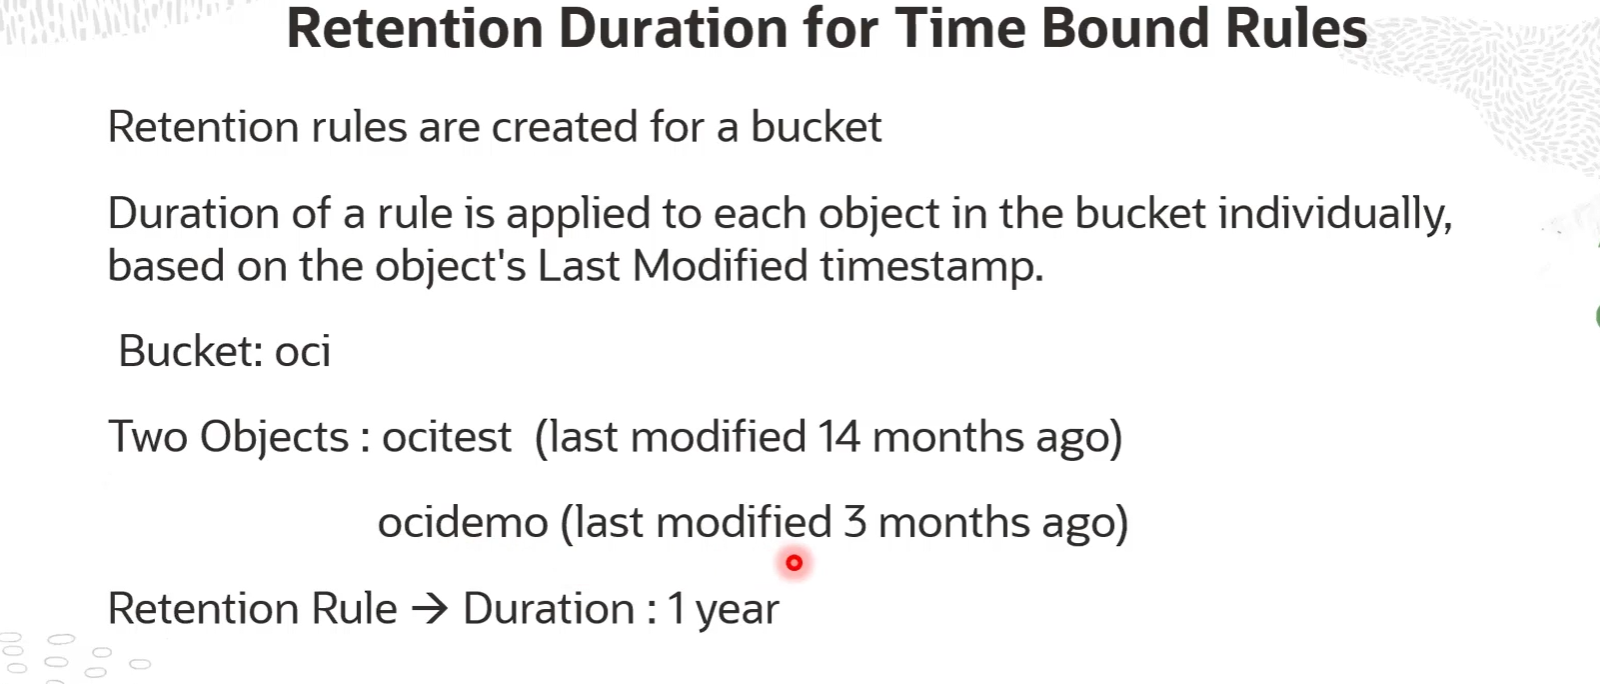 Retention Duration for Time Bound Rules
Retention rules are created for a bucket
Duration of a rule is applied to each object in the bucket individually,
based on the object's Last Modified timestamp.
Bucket: oci
Two Objects : ocitest (last modified 14 months ago)
ocidemo (last modified 3 months ago)
Retention Rule → Duration : 1 year